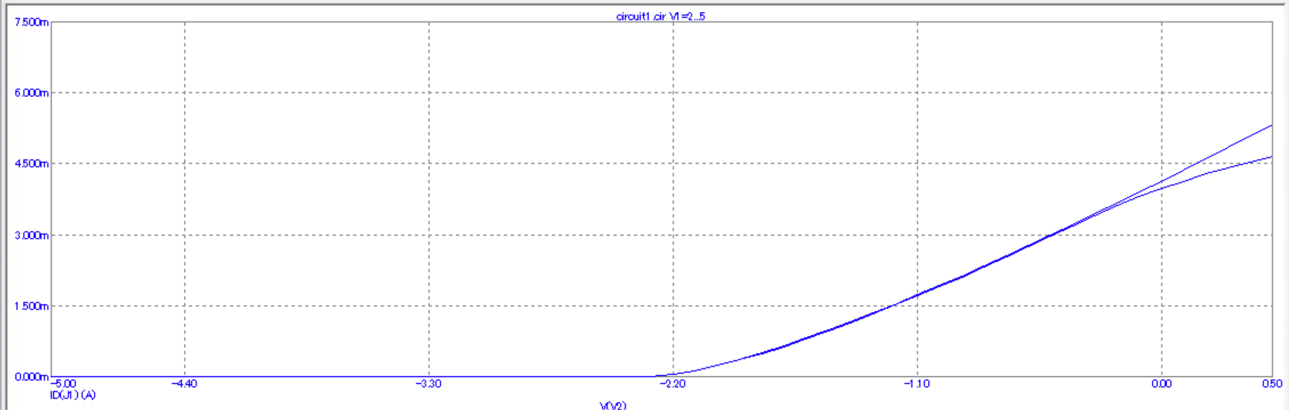 circuit1.cir V1=2...5
7.500m
6.000m
4.500m
3.000m
1.500m
0.000m
-5.00 -4.40 -3.30 -2.20 -1.10 0.00 0.50
ID(J1) (A)
V(V2)